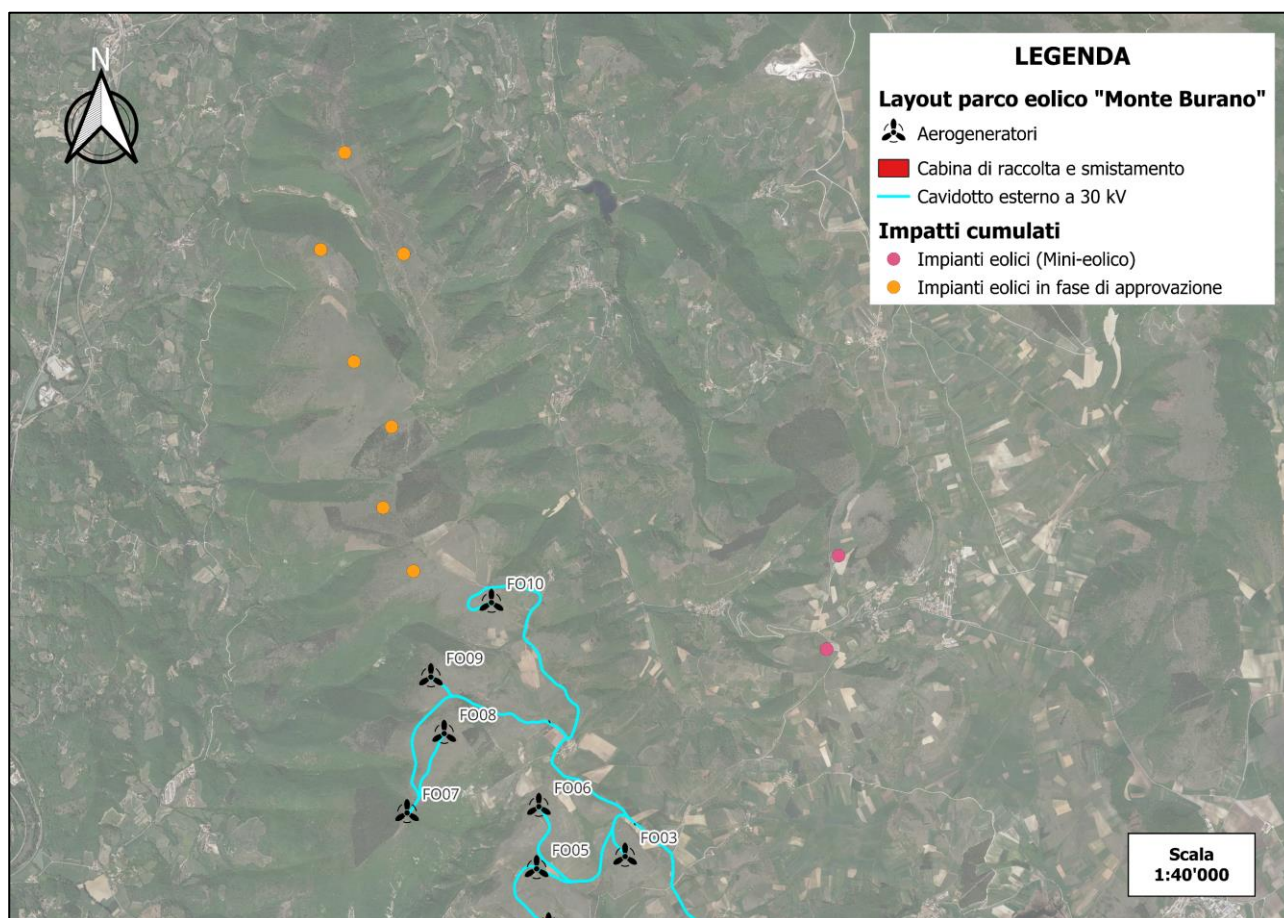 N
LEGENDA
Layout parco eolico "Monte Burano"
Aerogeneratori
Cabina di raccolta e smistamento
Cavidotto esterno a 30 kV
Impatti cumulati
Impianti eolici (Mini-eolico)
Impianti eolici in fase di approvazione
FO10
FO09
FO08
FO07
FO06
FO05
FO03
Scala
1:40'000